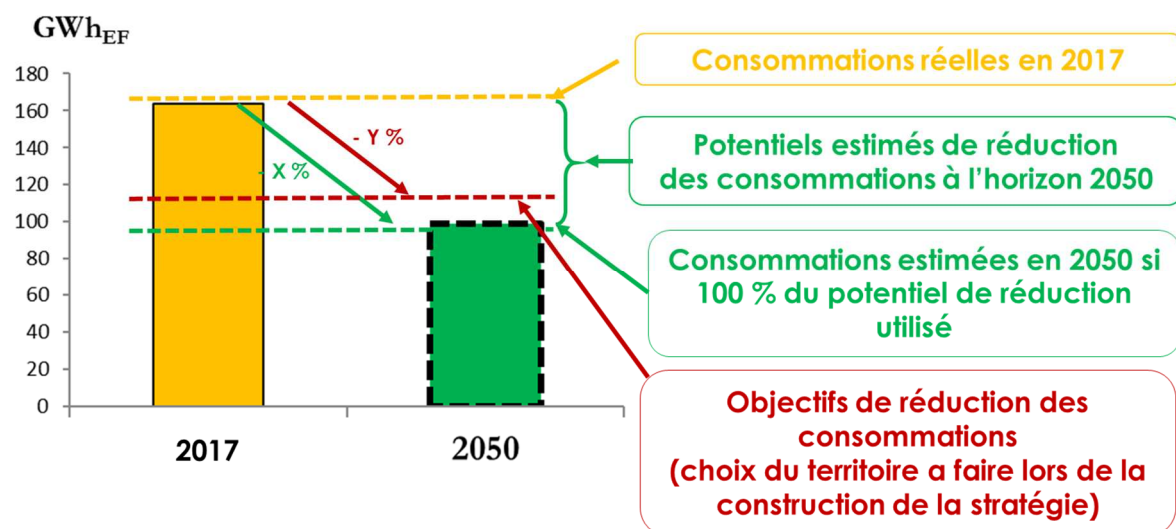 GWhEF
180
160
140
120
100
80
60
40
20
0
- Y %
- X %
2017
2050
Consommations réelles en 2017
Potentiels estimés de réduction
des consommations à l'horizon 2050
Consommations estimées en 2050 si
100 % du potentiel de réduction
utilisé
Objectifs de réduction des
consommations
(choix du territoire a faire lors de la
construction de la stratégie)